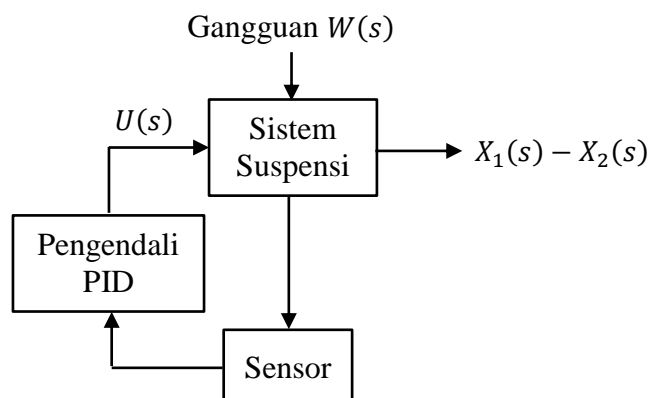 Gangguan W(s)
U(s)
Sistem
Suspensi
X₁(s) − X₂(s)
Pengendali
PID
Sensor